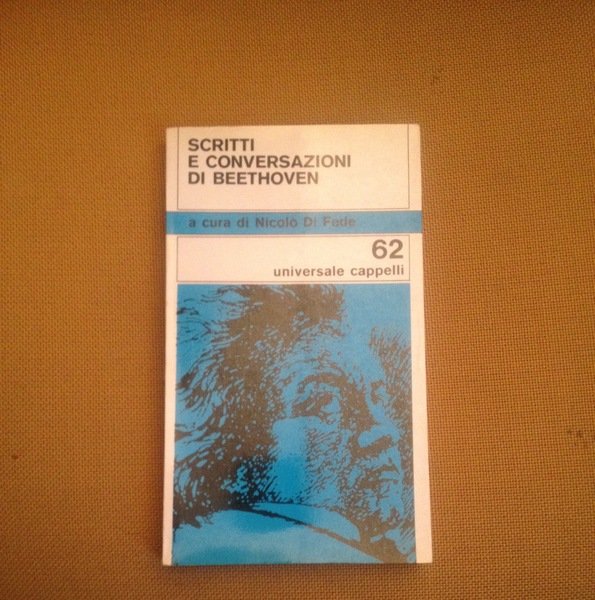 SCRITTI
E CONVERSAZIONI
DI BEETHOVEN
a cura di Nicolò Di Fede
62
universale cappelli